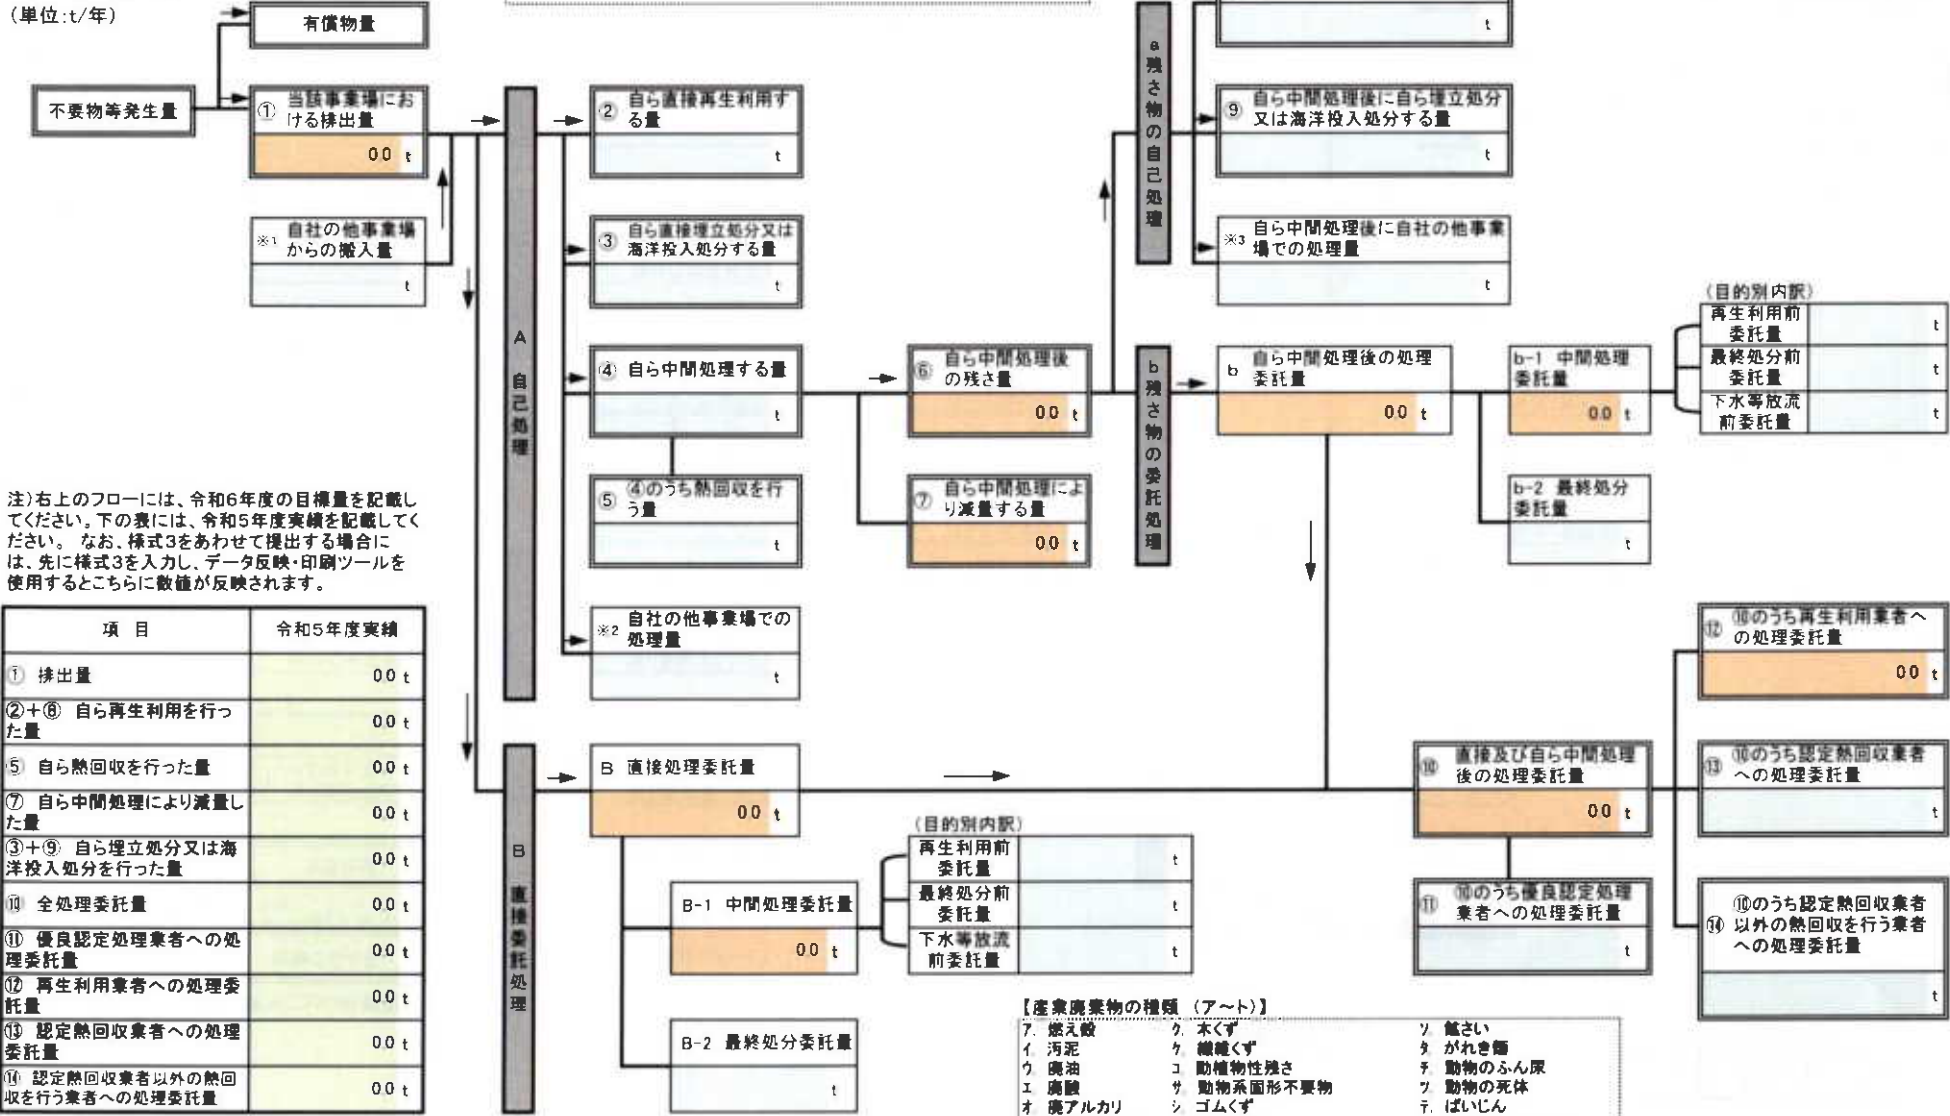 (単位:t/年)
有償物量
不要物等発生量
① 当該事業場にお
ける排出量
0.0 t
※1 自社の他事業場
からの搬入量
t
A 自己処理
② 自ら直接再生利用す
る量
t
③ 自ら直接埋立処分又は
海洋投入処分する量
t
④ 自ら中間処理する量
t
⑤ ④のうち熱回収を行
う量
t
※2 自社の他事業場での
処理量
t
⑥ 自ら中間処理後
の残さ量
0.0 t
⑦ 自ら中間処理によ
り減量する量
0.0 t
a 残さ物の自己処理
t
⑨ 自ら中間処理後に自ら埋立処分
又は海洋投入処分する量
t
※3 自ら中間処理後に自社の他事業
場での処理量
t
b 残さ物の委託処理
b 自ら中間処理後の処理
委託量
0.0 t
b-1 中間処理
委託量
0.0 t
(目的別内訳)
再生利用前
委託量
t
最終処分前
委託量
t
下水等放流
前委託量
t
b-2 最終処分
委託量
t
注)右上のフローには、令和6年度の目標量を記載し
てください。下の表には、令和5年度実績を記載してく
ださい。 なお、様式3をあわせて提出する場合に
は、先に様式3を入力し、データ反映・印刷ツールを
使用するとこちらに数値が反映されます。
項 目 令和5年度実績
① 排出量 0.0 t
②+⑧ 自ら再生利用を行っ
た量 0.0 t
⑤ 自ら熱回収を行った量 0.0 t
⑦ 自ら中間処理により減量し
た量 0.0 t
③+⑨ 自ら埋立処分又は海
洋投入処分を行った量 0.0 t
⑩ 全処理委託量 0.0 t
⑪ 優良認定処理業者への処
理委託量 0.0 t
⑫ 再生利用業者への処理委
託量 0.0 t
⑬ 認定熱回収業者への処理
委託量 0.0 t
⑭ 認定熱回収業者以外の熱回
収を行う業者への処理委託量 0.0 t
B 直接委託処理
B 直接処理委託量
0.0 t
B-1 中間処理委託量
0.0 t
(目的別内訳)
再生利用前
委託量
t
最終処分前
委託量
t
下水等放流
前委託量
t
B-2 最終処分委託量
t
⑩ 直接及び自ら中間処理
後の処理委託量
0.0 t
⑪ ⑩のうち優良認定処理
業者への処理委託量
t
⑫ ⑩のうち再生利用業者へ
の処理委託量
0.0 t
⑬ ⑩のうち認定熱回収業者
への処理委託量
t
⑭ ⑩のうち認定熱回収業者
以外の熱回収を行う業者
への処理委託量
t
【産業廃棄物の種類 (ア～ト)】
ア. 燃え殻 ク. 木くず ソ. 鉱さい
イ. 汚泥 ケ. 繊維くず タ. がれき類
ウ. 廃油 コ. 動植物性残さ チ. 動物のふん尿
エ. 廃酸 サ. 動物系固形不要物 ツ. 動物の死体
オ. 廃アルカリ シ. ゴムくず テ. ばいじん